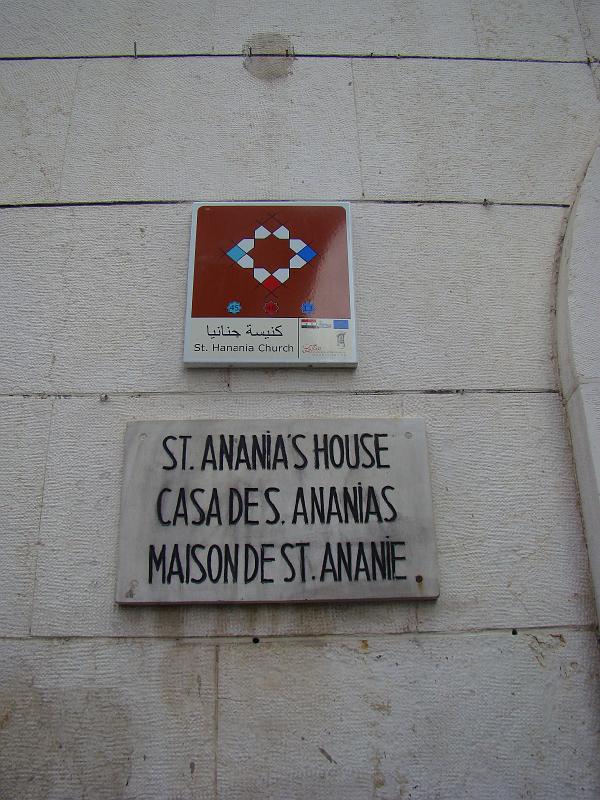 كنيسة حنانيا
St. Hanania Church
ST. ANANIA'S HOUSE
CASA DE S. ANANIAS
MAISON DE ST. ANANIE